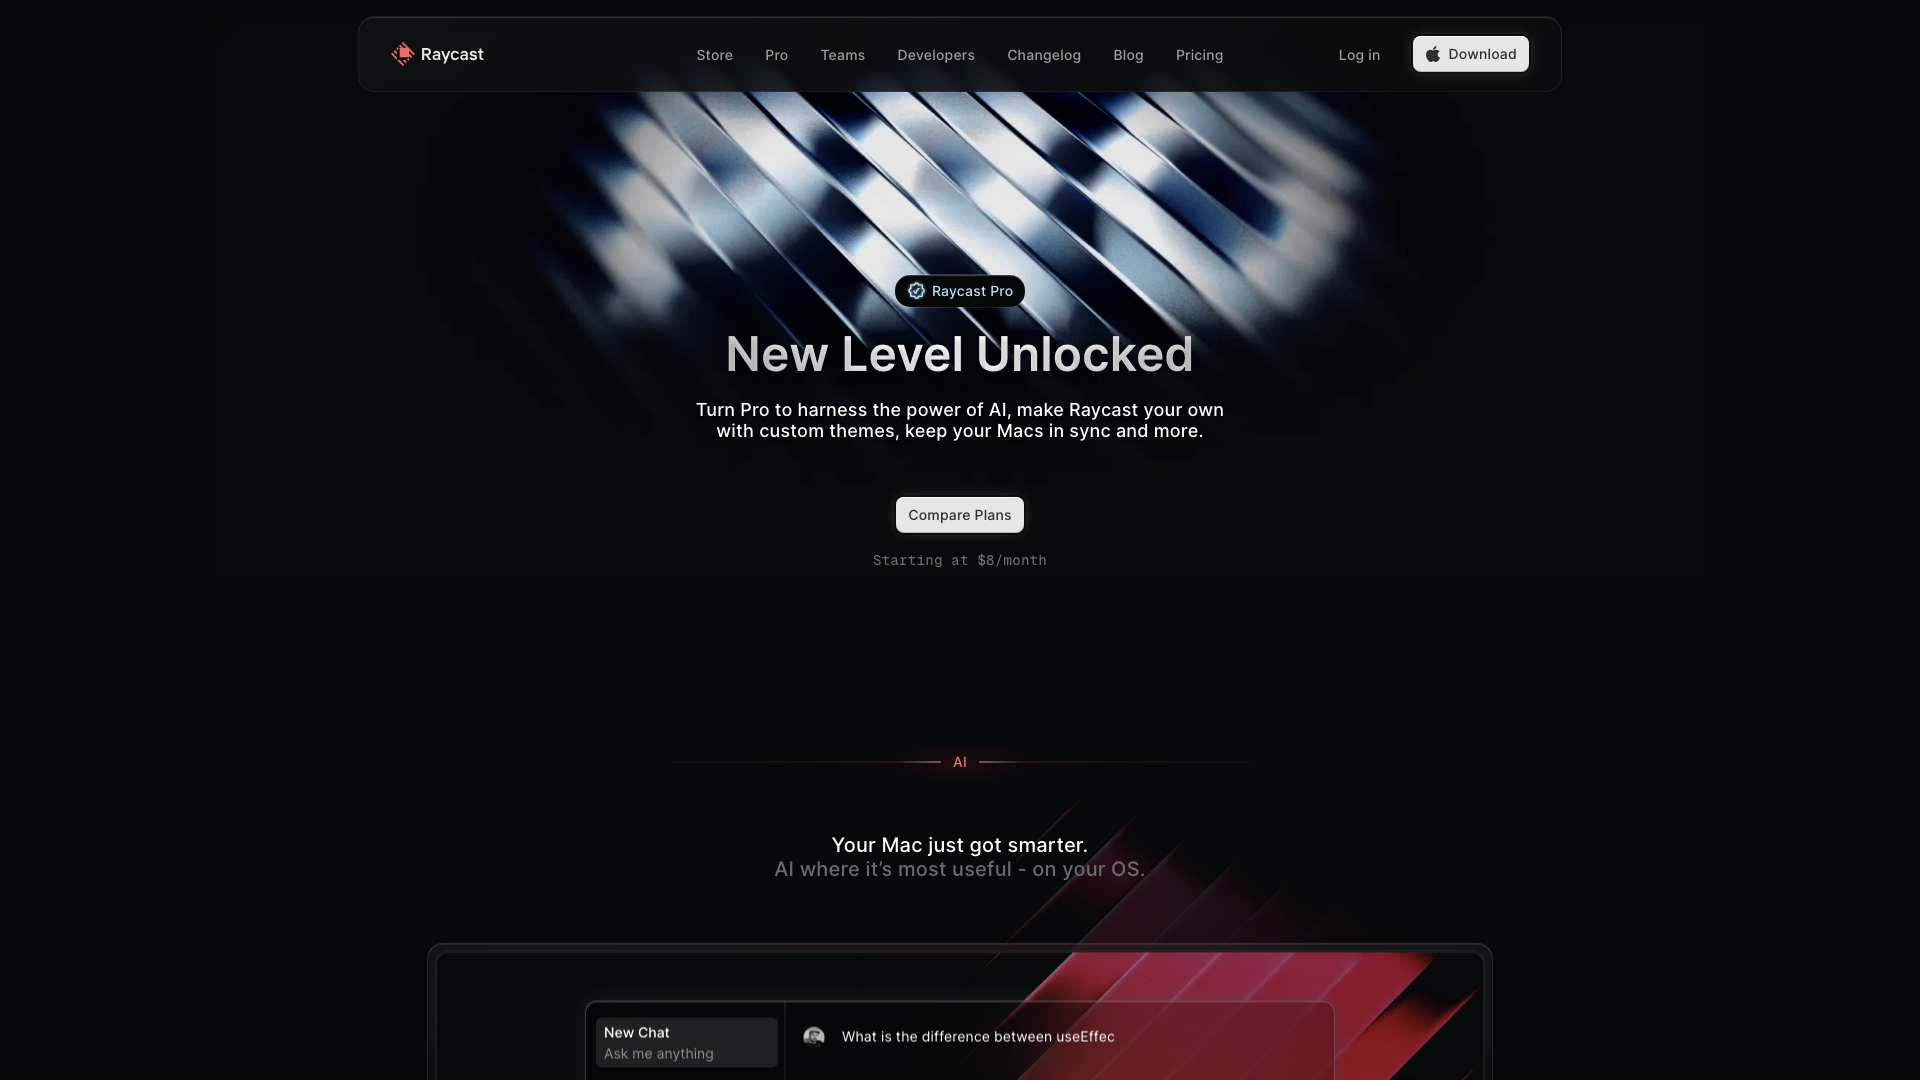 Raycast
Store
Pro
Teams
Developers
Changelog
Blog
Pricing
Log in
Download
Raycast Pro
New Level Unlocked
Turn Pro to harness the power of AI, make Raycast your own
with custom themes, keep your Macs in sync and more.
Compare Plans
Starting at $8/month
AI
Your Mac just got smarter.
AI where it’s most useful - on your OS.
New Chat
Ask me anything
What is the difference between useEffec